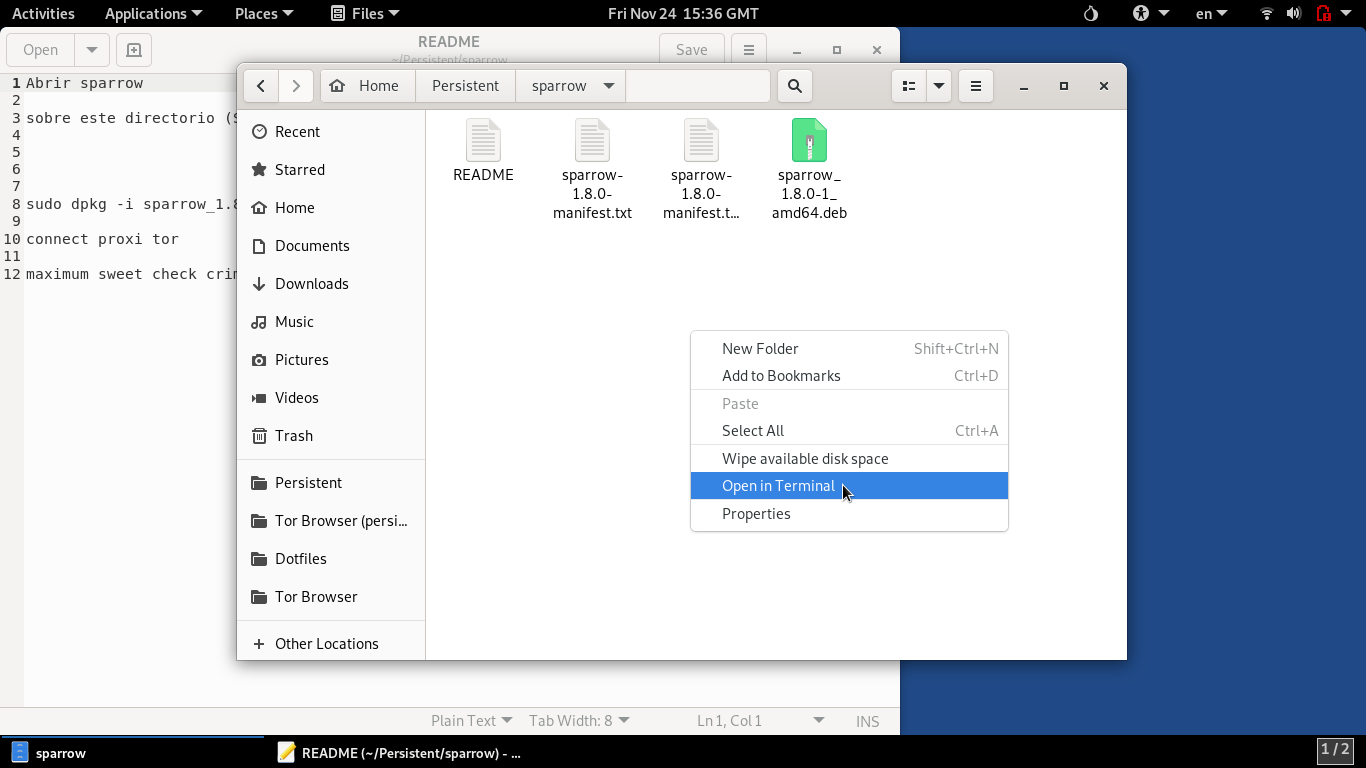 Activities Applications Places Files Fri Nov 24 15:36 GMT en
Open README Save
~/Persistent/sparrow
1 Abrir sparrow
2
3 sobre este directorio (S
4
5
6
7
8 sudo dpkg -i sparrow_1.8
9
10 connect proxi tor
11
12 maximum sweet check crim
Home Persistent sparrow
Recent
Starred
Home
Documents
Downloads
Music
Pictures
Videos
Trash
Persistent
Tor Browser (persi...
Dotfiles
Tor Browser
Other Locations
README
sparrow-
1.8.0-
manifest.txt
sparrow-
1.8.0-
manifest.t...
sparrow_
1.8.0-1_
amd64.deb
New Folder Shift+Ctrl+N
Add to Bookmarks Ctrl+D
Paste
Select All Ctrl+A
Wipe available disk space
Open in Terminal
Properties
Plain Text Tab Width: 8 Ln 1, Col 1 INS
sparrow README (~/Persistent/sparrow) - ... 1 / 2